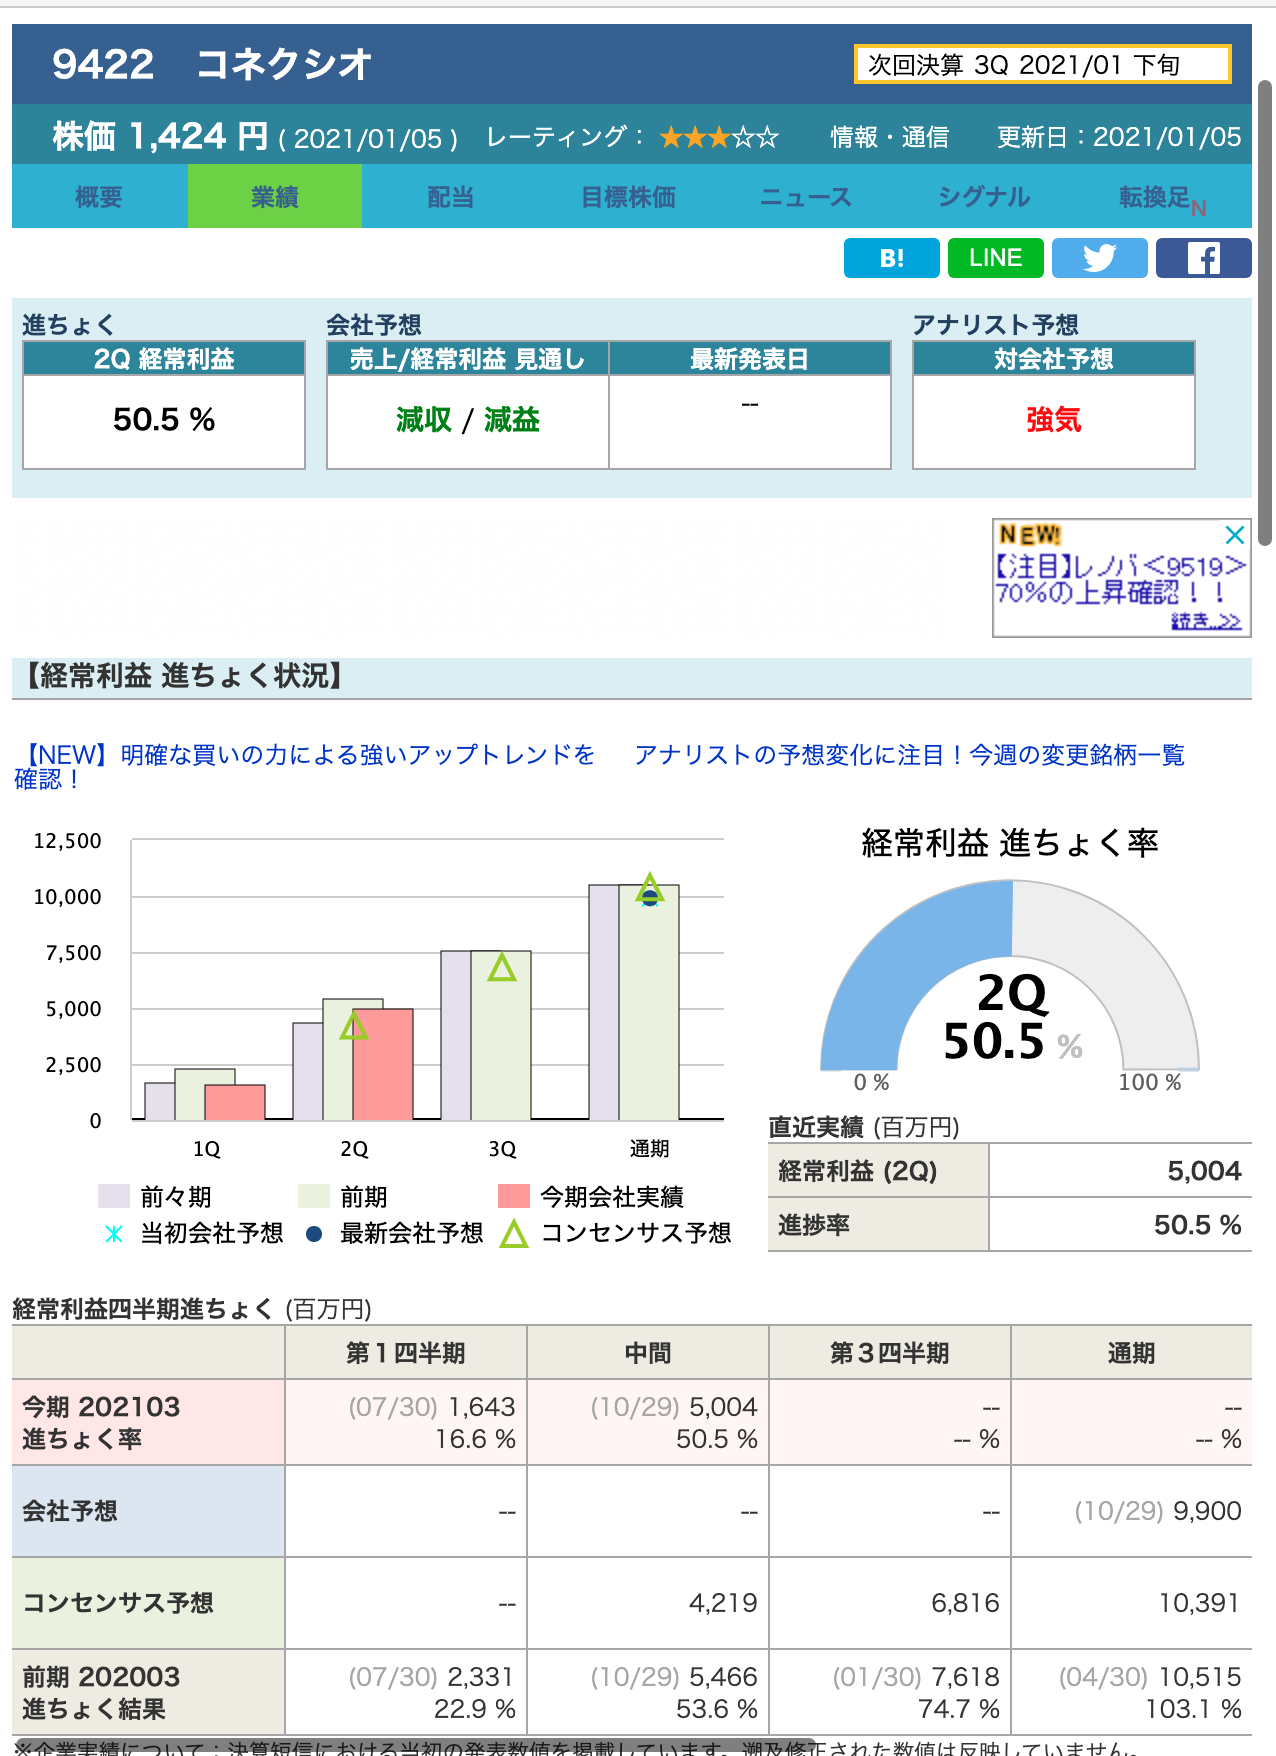 9422 コネクシオ
次回決算 3Q 2021/01 下旬
株価 1,424 円 ( 2021/01/05 ) レーティング： ★★★☆☆ 情報・通信 更新日：2021/01/05
概要 業績 配当 目標株価 ニュース シグナル 転換足N
B! LINE
進ちょく 会社予想 アナリスト予想
2Q 経常利益 売上/経常利益 見通し 最新発表日 対会社予想
50.5 % 減収 / 減益 -- 強気
NEW!
【注目】レノバ<9519>
70%の上昇確認！！
続き..>>
【経常利益 進ちょく状況】
【NEW】明確な買いの力による強いアップトレンドを
確認！
アナリストの予想変化に注目！今週の変更銘柄一覧
12,500
10,000
7,500
5,000
2,500
0
1Q 2Q 3Q 通期
前々期 前期 今期会社実績
当初会社予想 最新会社予想 コンセンサス予想
経常利益 進ちょく率
2Q
50.5 %
0 % 100 %
直近実績 (百万円)
経常利益 (2Q) 5,004
進捗率 50.5 %
経常利益四半期進ちょく (百万円)
第１四半期 中間 第３四半期 通期
今期 202103 (07/30) 1,643 (10/29) 5,004 -- --
進ちょく率 16.6 % 50.5 % -- % -- %
会社予想 -- -- -- (10/29) 9,900
コンセンサス予想 -- 4,219 6,816 10,391
前期 202003 (07/30) 2,331 (10/29) 5,466 (01/30) 7,618 (04/30) 10,515
進ちょく結果 22.9 % 53.6 % 74.7 % 103.1 %
※企業実績について：決算短信における当初の発表数値を掲載しています。遡及修正された数値は反映していません。